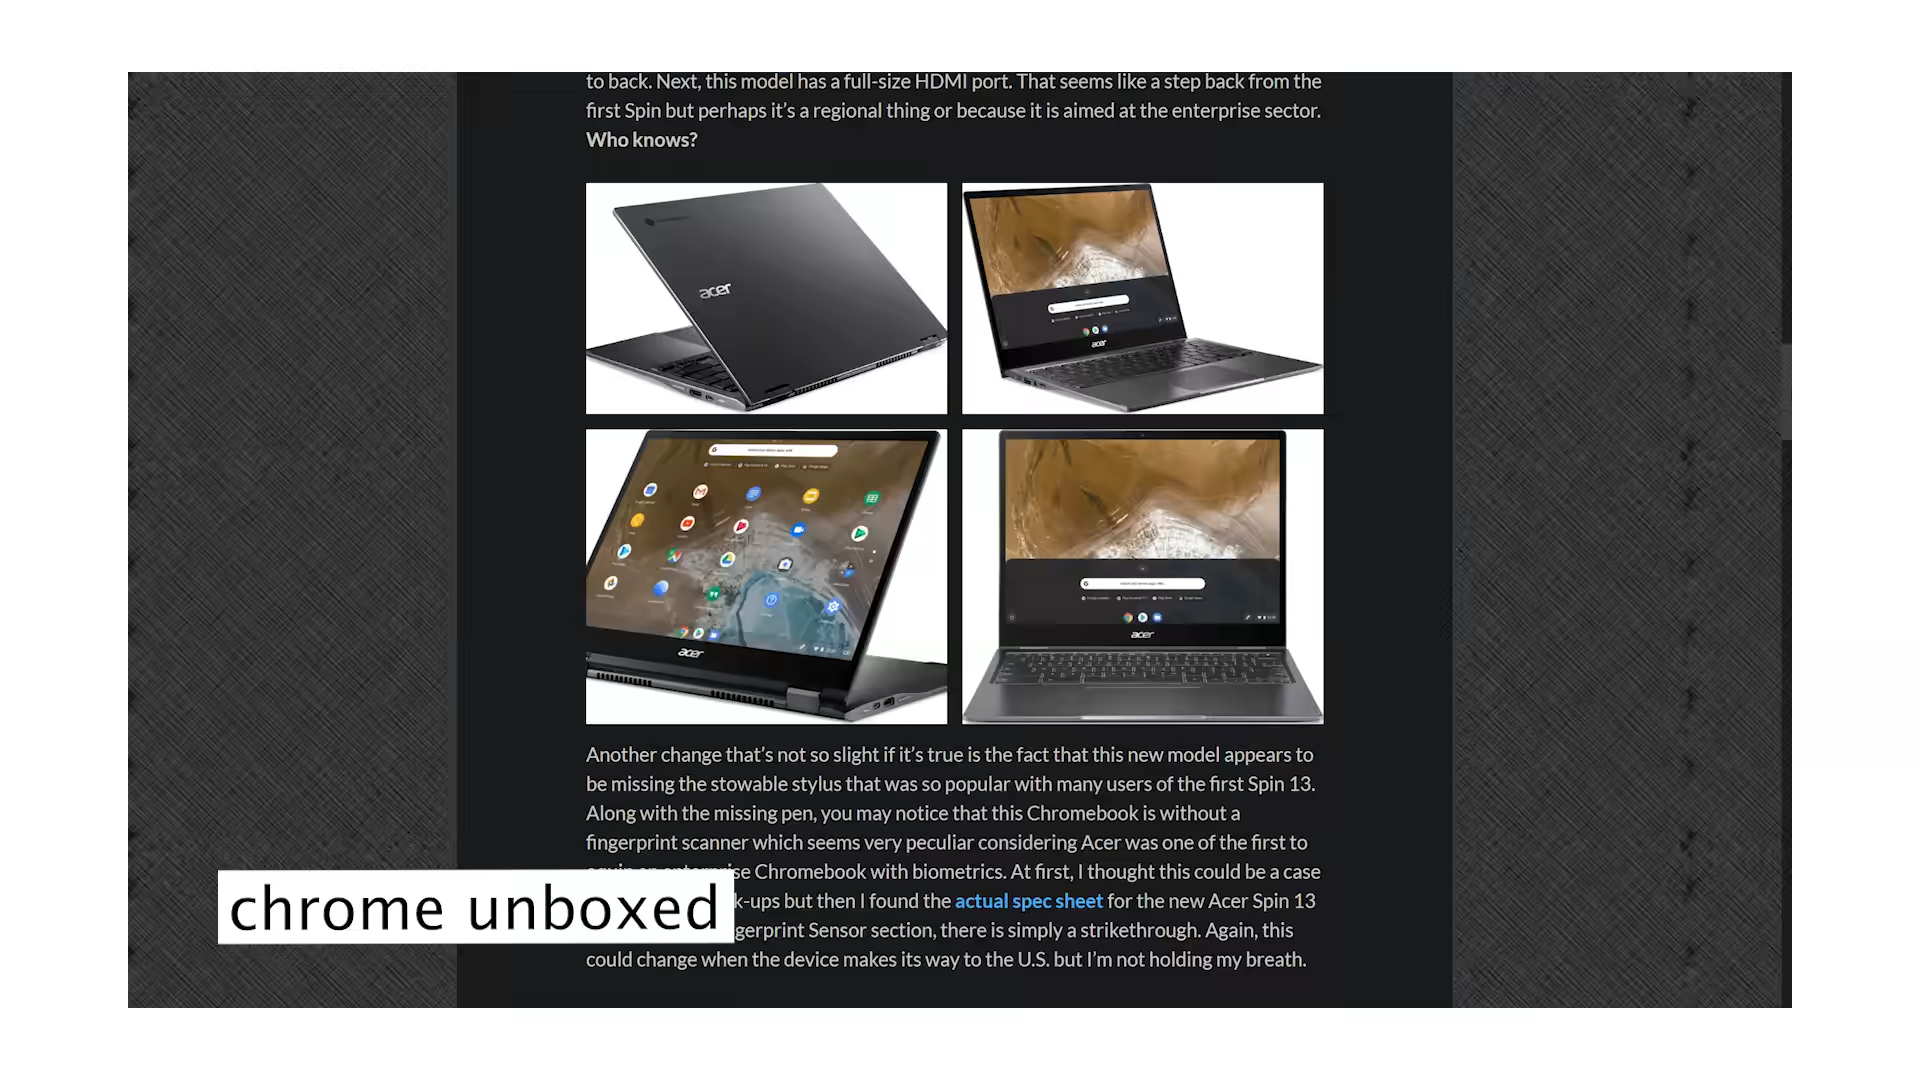 to back. Next, this model has a full-size HDMI port. That seems like a step back from the
first Spin but perhaps it’s a regional thing or because it is aimed at the enterprise sector.
Who knows?
acer
acer
acer
acer
Another change that’s not so slight if it’s true is the fact that this new model appears to
be missing the stowable stylus that was so popular with many users of the first Spin 13.
Along with the missing pen, you may notice that this Chromebook is without a
fingerprint scanner which seems very peculiar considering Acer was one of the first to
Chromebook with biometrics. At first, I thought this could be a case
k-ups but then I found the actual spec sheet for the new Acer Spin 13
gerprint Sensor section, there is simply a strikethrough. Again, this
could change when the device makes its way to the U.S. but I’m not holding my breath.
chrome unboxed